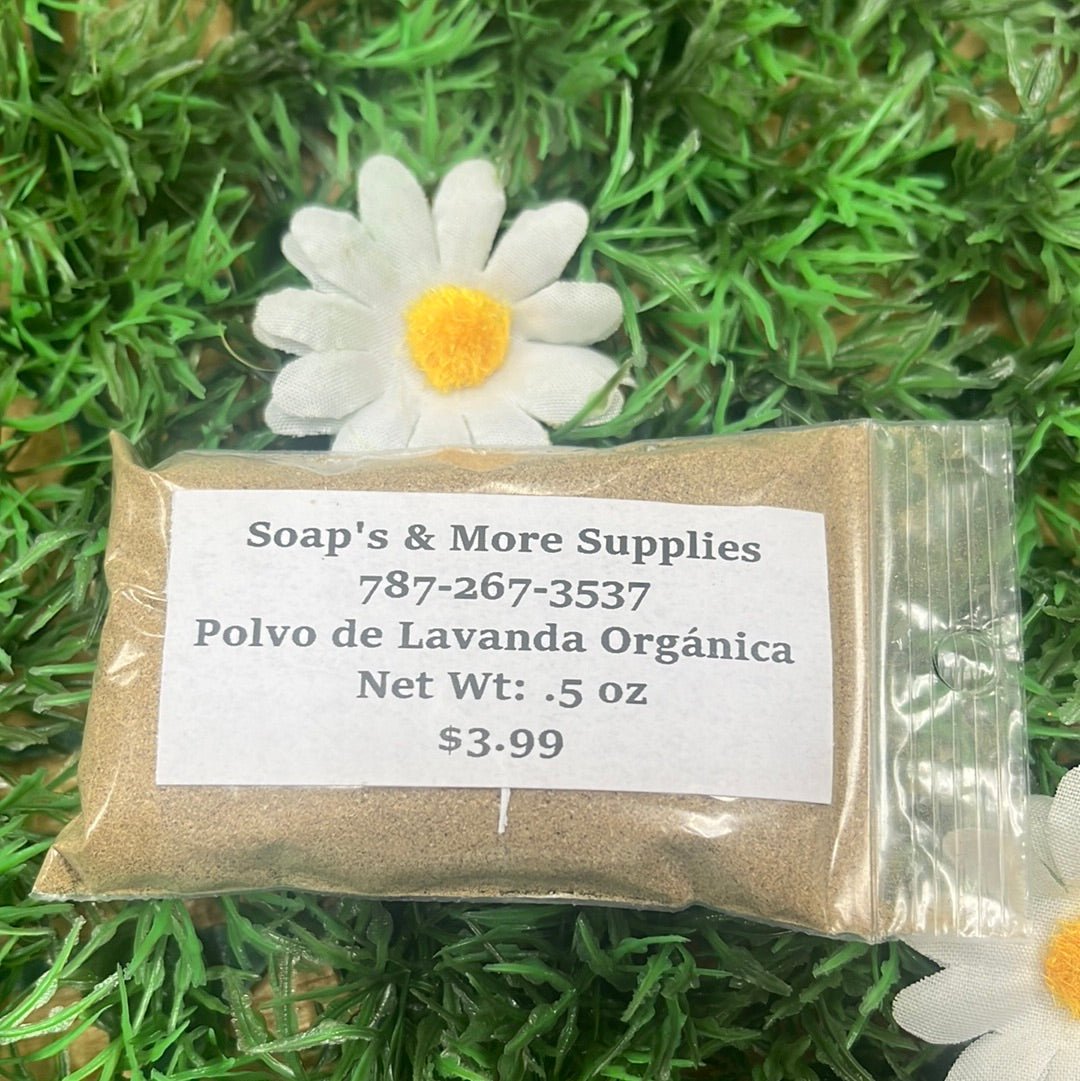 Soap's & More Supplies
787-267-3537
Polvo de Lavanda Orgánica
Net Wt: .5 oz
$3.99